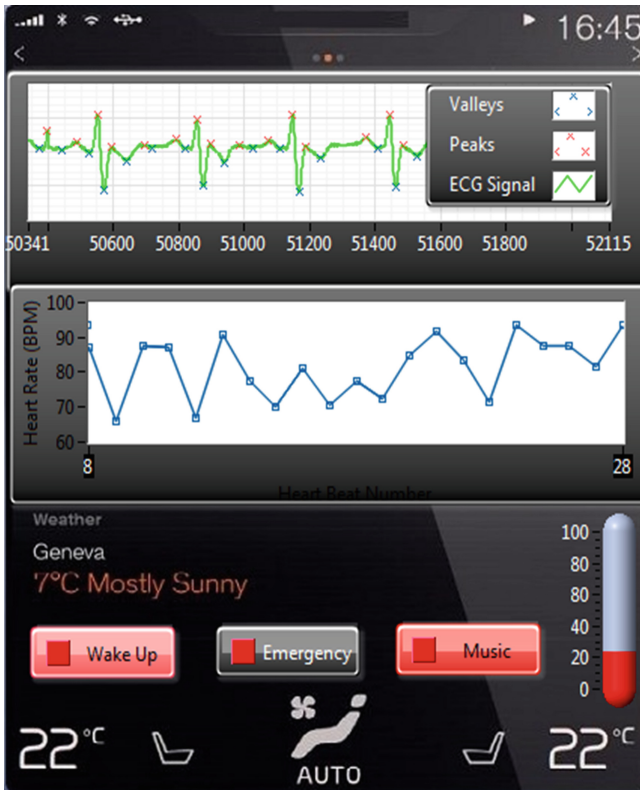 16:45
<
>
Valleys
Peaks
ECG Signal
50341 50600 50800 51000 51200 51400 51600 51800 52115
Heart Rate (BPM)
100
90
80
70
60
8 28
Heart Beat Number
Weather
Geneva
7°C Mostly Sunny
100
80
80
40
20
0
Wake Up Emergency Music
22°C 22°C
AUTO